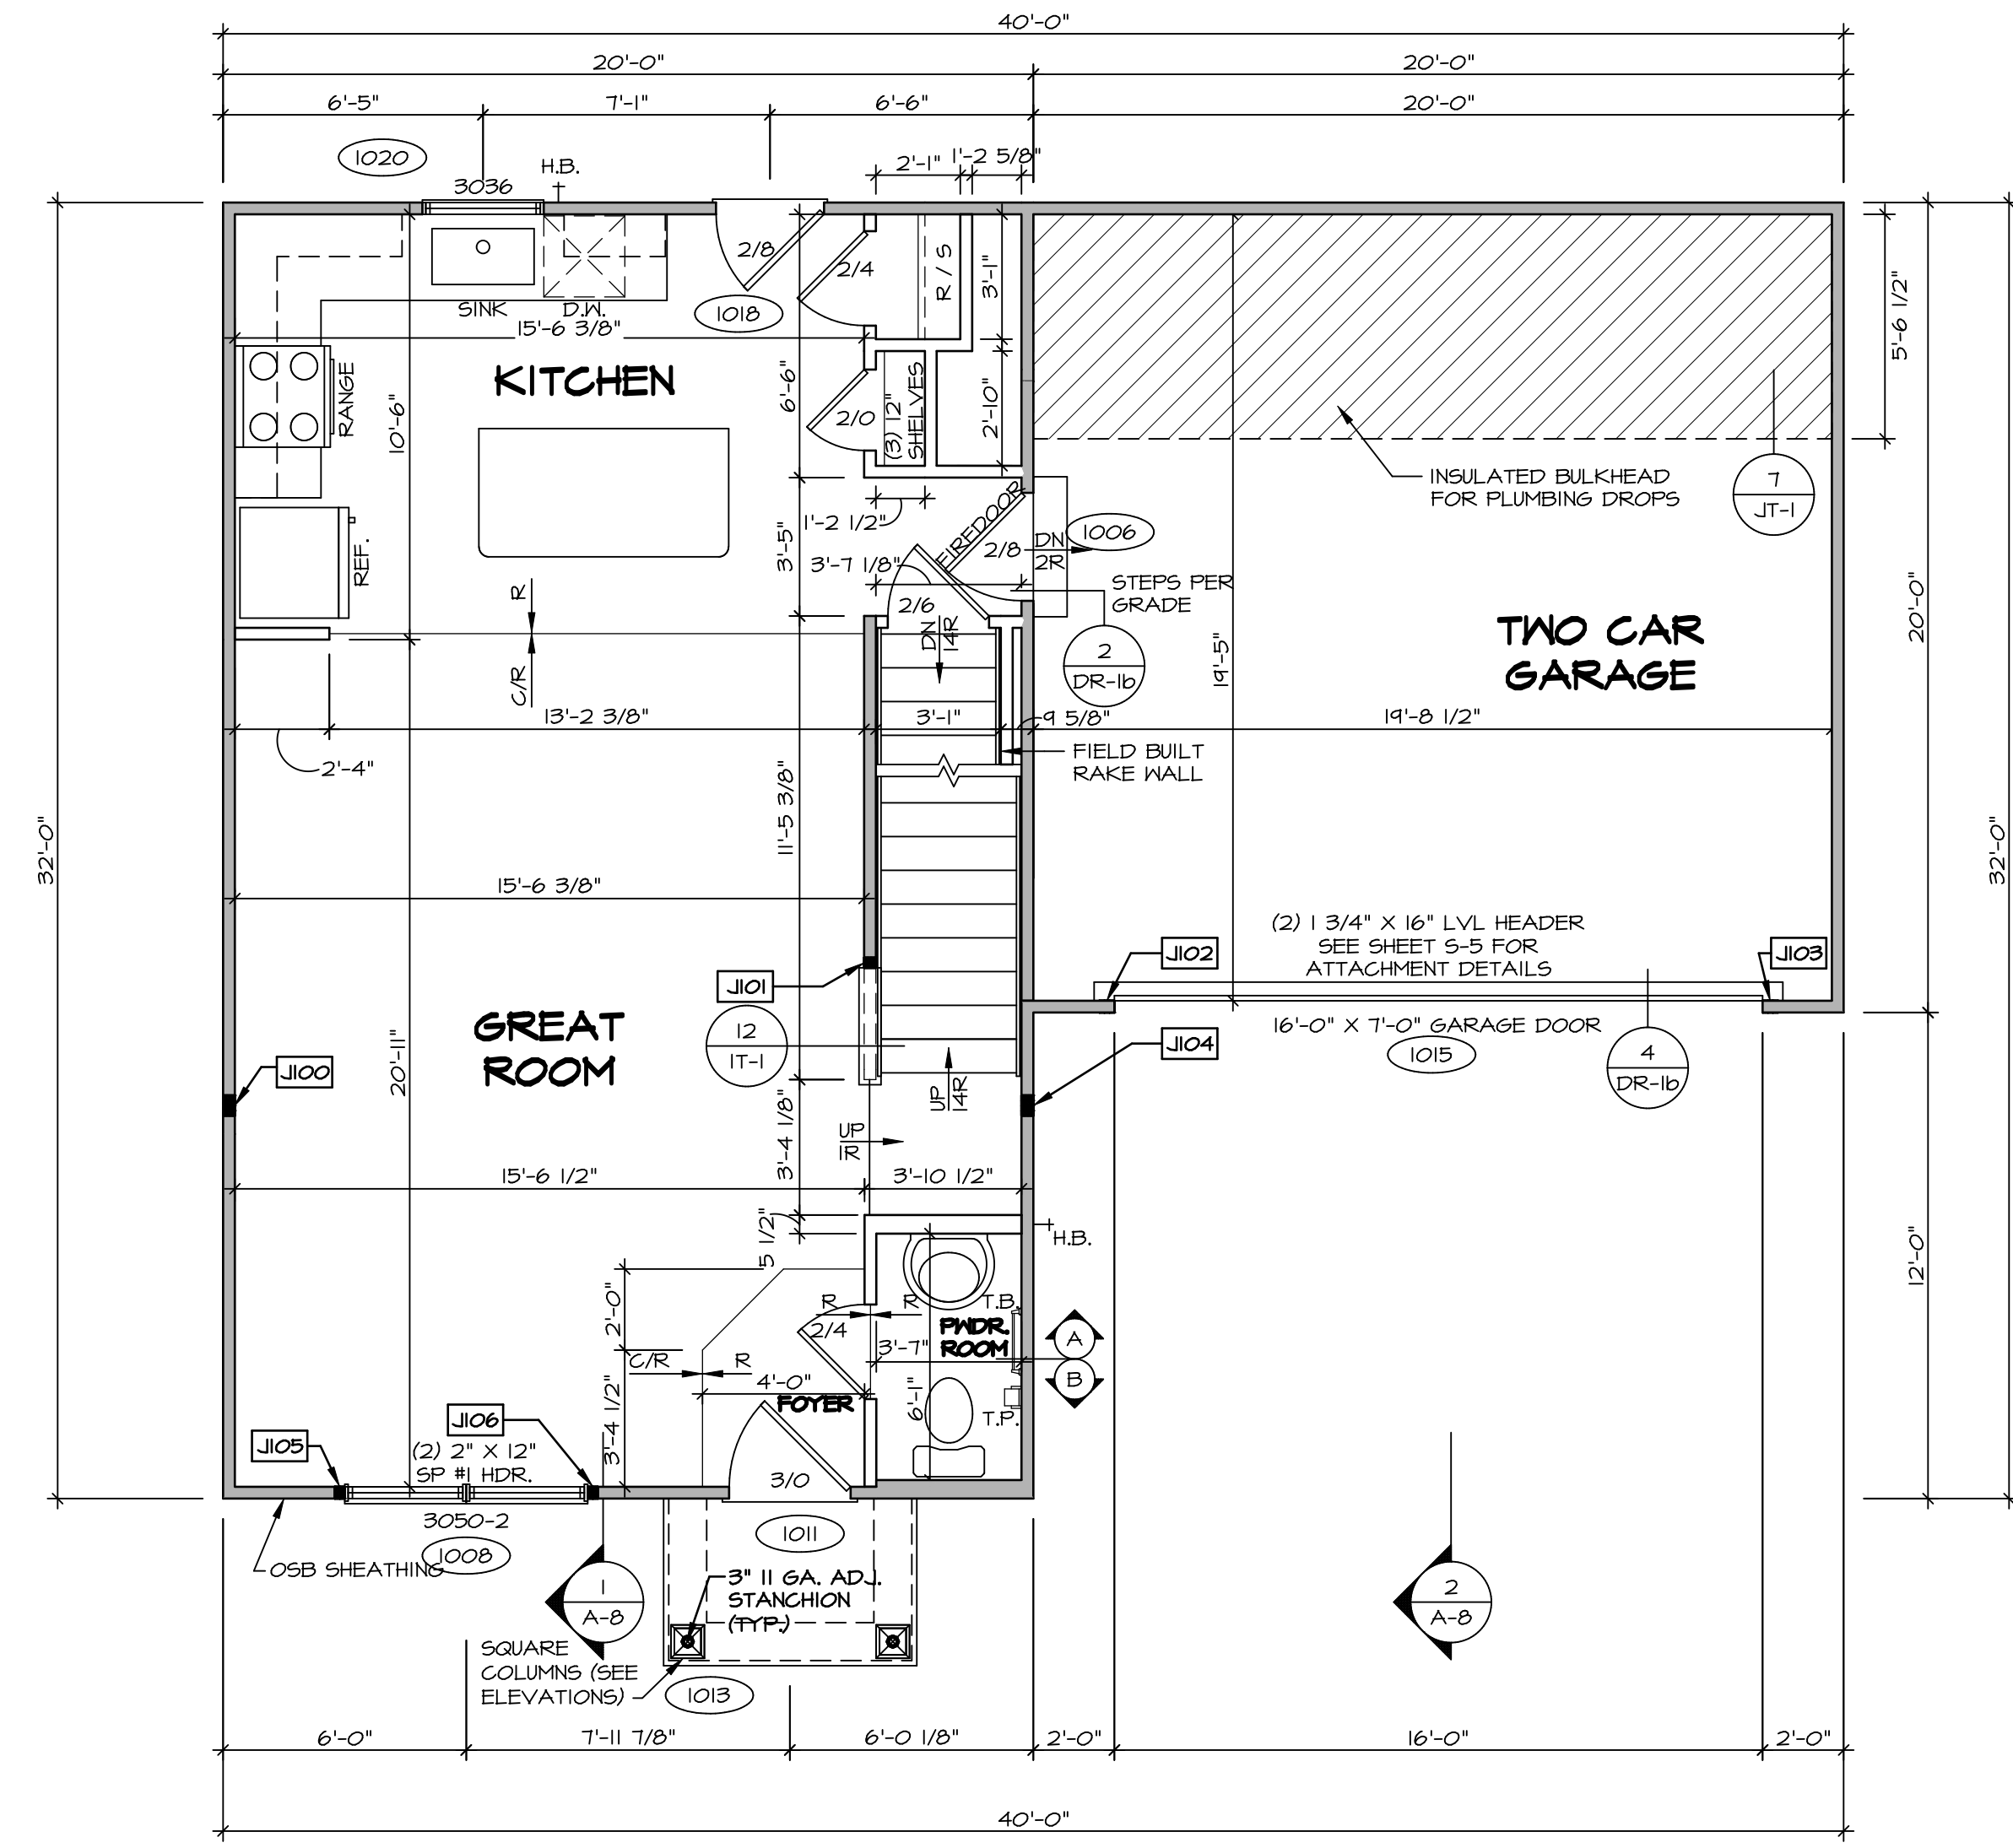 40'-0"
20'-0"
20'-0"
6'-5"
7'-1"
6'-6"
20'-0"
1020
H.B.
3036
2'-1"
1'-2 5/8"
2/8
2/4
R / S
3'-1"
5'-6 1/2"
SINK
D.W.
1018
15'-6 3/8"
RANGE
KITCHEN
10'-6"
6'-6"
2/0
(3) 12"
SHELVES
2'-10"
INSULATED BULKHEAD
FOR PLUMBING DROPS
7
JT-1
REF.
1'-2 1/2"
3'-5"
FIREDOOR
2/8
DN
2R
1006
3'-7 1/8"
STEPS PER
GRADE
R
C/R
2/6
DN
14R
2
DR-1b
19'-5"
TWO CAR
GARAGE
20'-0"
13'-2 3/8"
3'-1"
9 5/8"
19'-8 1/2"
2'-4"
FIELD BUILT
RAKE WALL
11'-5 3/8"
32'-0"
32'-0"
15'-6 3/8"
(2) 1 3/4" X 16" LVL HEADER
SEE SHEET S-5 FOR
ATTACHMENT DETAILS
J102
J103
J101
GREAT
ROOM
20'-11"
12
1T-1
16'-0" X 7'-0" GARAGE DOOR
1015
4
DR-1b
J104
J100
UP
14R
3'-4 1/8"
UP
1R
15'-6 1/2"
3'-10 1/2"
5 1/2"
H.B.
12'-0"
2'-0"
R
R
T.B.
2/4
PWDR.
ROOM
3'-7"
A
B
C/R
R
4'-0"
FOYER
6'-1"
T.P.
3'-4 1/2"
J106
J105
(2) 2" X 12"
SP #1 HDR.
3/0
3050-2
1008
OSB SHEATHING
1011
1
A-8
3" 11 GA. ADJ.
STANCHION
(TYP.)
2
A-8
SQUARE
COLUMNS (SEE
ELEVATIONS)
1013
6'-0"
7'-11 7/8"
6'-0 1/8"
2'-0"
16'-0"
2'-0"
40'-0"